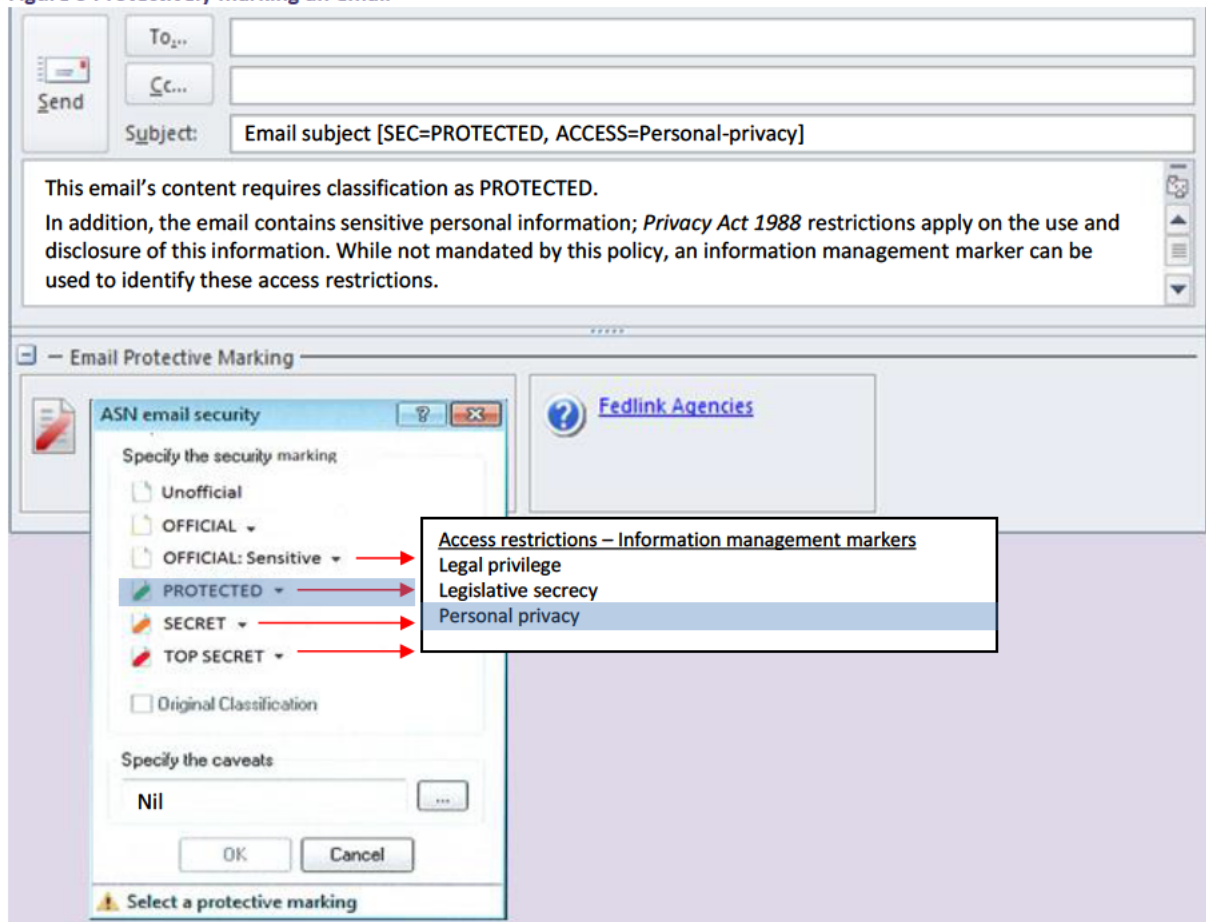 To...
Cc...
Send
Subject:
Email subject [SEC=PROTECTED, ACCESS=Personal-privacy]
This email's content requires classification as PROTECTED.
In addition, the email contains sensitive personal information; Privacy Act 1988 restrictions apply on the use and
disclosure of this information. While not mandated by this policy, an information management marker can be
used to identify these access restrictions.
Email Protective Marking
ASN email security
Specify the security marking
Unofficial
OFFICIAL
OFFICIAL: Sensitive
PROTECTED
SECRET
TOP SECRET
Original Classification
Specify the caveats
Nil
...
OK
Cancel
Select a protective marking
Fedlink Agencies
Access restrictions – Information management markers
Legal privilege
Legislative secrecy
Personal privacy